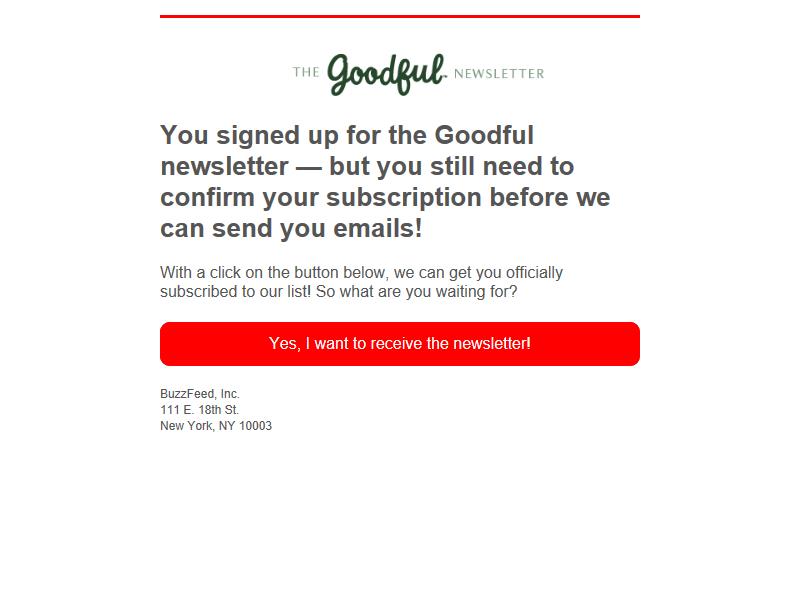 THE Goodful NEWSLETTER
You signed up for the Goodful
newsletter — but you still need to
confirm your subscription before we
can send you emails!
With a click on the button below, we can get you officially
subscribed to our list! So what are you waiting for?
Yes, I want to receive the newsletter!
BuzzFeed, Inc.
111 E. 18th St.
New York, NY 10003